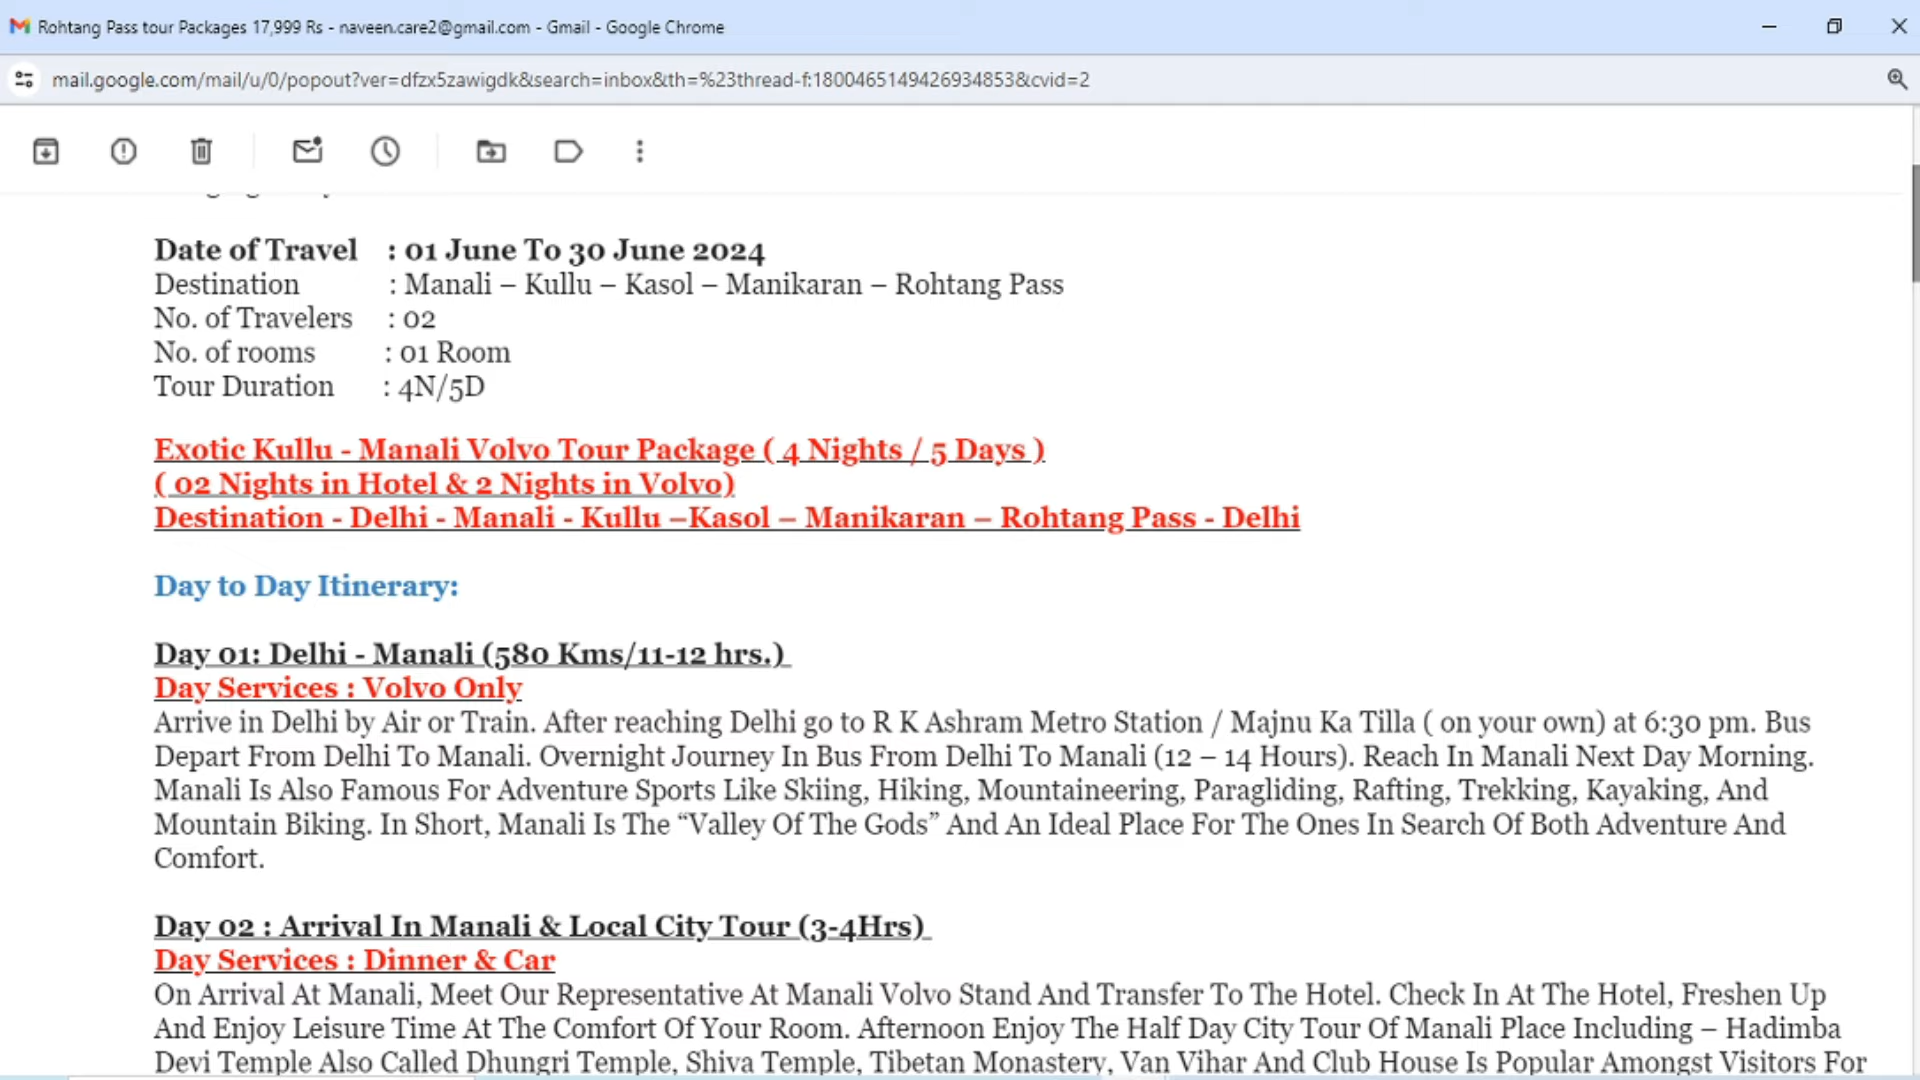 Rohtang Pass tour Packages 17,999 Rs - naveen.care2@gmail.com - Gmail - Google Chrome
mail.google.com/mail/u/0/popout?ver=dfzx5zawigdk&search=inbox&th=%23thread-f:1800465149426934853&cvid=2
Date of Travel : 01 June To 30 June 2024
Destination : Manali – Kullu – Kasol – Manikaran – Rohtang Pass
No. of Travelers : 02
No. of rooms : 01 Room
Tour Duration : 4N/5D
Exotic Kullu - Manali Volvo Tour Package ( 4 Nights / 5 Days )
( 02 Nights in Hotel & 2 Nights in Volvo)
Destination - Delhi - Manali - Kullu –Kasol – Manikaran – Rohtang Pass - Delhi
Day to Day Itinerary:
Day 01: Delhi - Manali (580 Kms/11-12 hrs.)
Day Services : Volvo Only
Arrive in Delhi by Air or Train. After reaching Delhi go to R K Ashram Metro Station / Majnu Ka Tilla ( on your own) at 6:30 pm. Bus
Depart From Delhi To Manali. Overnight Journey In Bus From Delhi To Manali (12 – 14 Hours). Reach In Manali Next Day Morning.
Manali Is Also Famous For Adventure Sports Like Skiing, Hiking, Mountaineering, Paragliding, Rafting, Trekking, Kayaking, And
Mountain Biking. In Short, Manali Is The “Valley Of The Gods” And An Ideal Place For The Ones In Search Of Both Adventure And
Comfort.
Day 02 : Arrival In Manali & Local City Tour (3-4Hrs)
Day Services : Dinner & Car
On Arrival At Manali, Meet Our Representative At Manali Volvo Stand And Transfer To The Hotel. Check In At The Hotel, Freshen Up
And Enjoy Leisure Time At The Comfort Of Your Room. Afternoon Enjoy The Half Day City Tour Of Manali Place Including – Hadimba
Devi Temple Also Called Dhungri Temple, Shiva Temple, Tibetan Monastery, Van Vihar And Club House Is Popular Amongst Visitors For